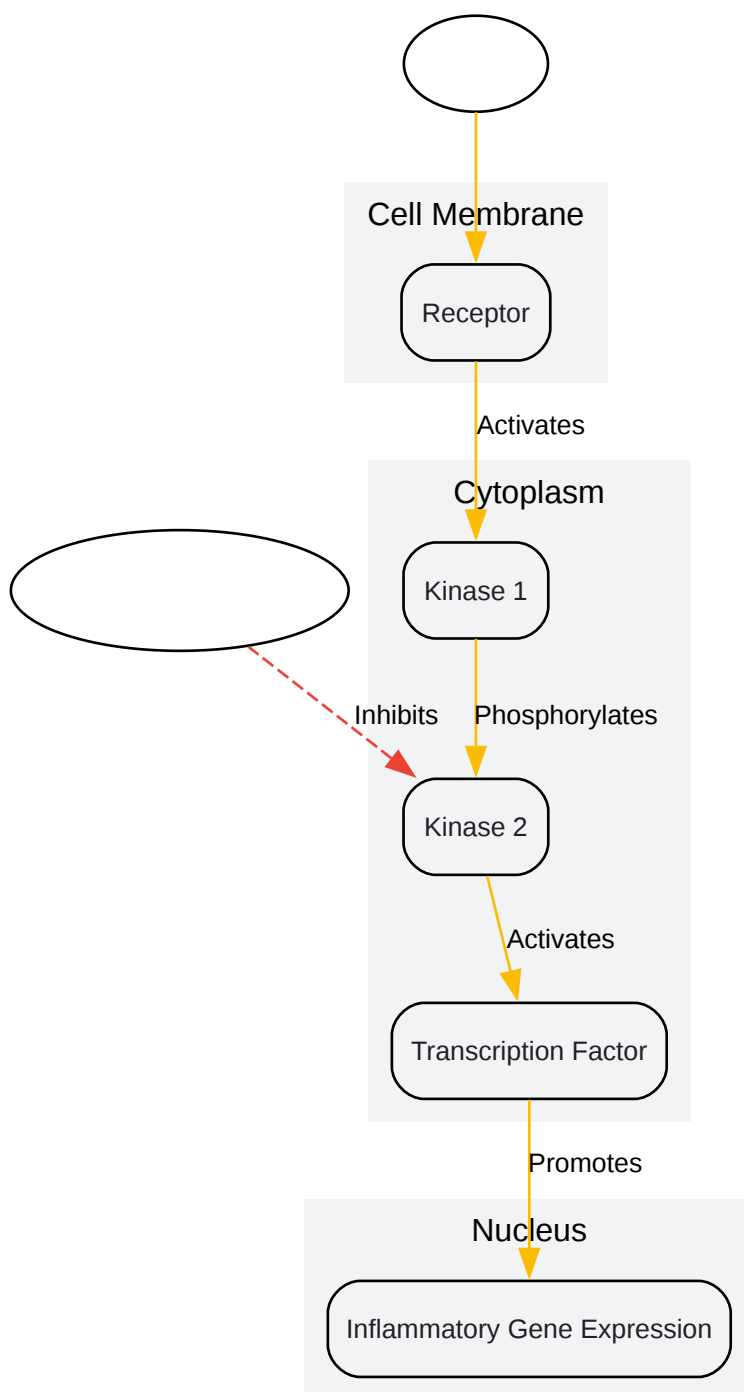 Cell Membrane
Receptor
Activates
Cytoplasm
Kinase 1
Inhibits
Phosphorylates
Kinase 2
Activates
Transcription Factor
Promotes
Nucleus
Inflammatory Gene Expression